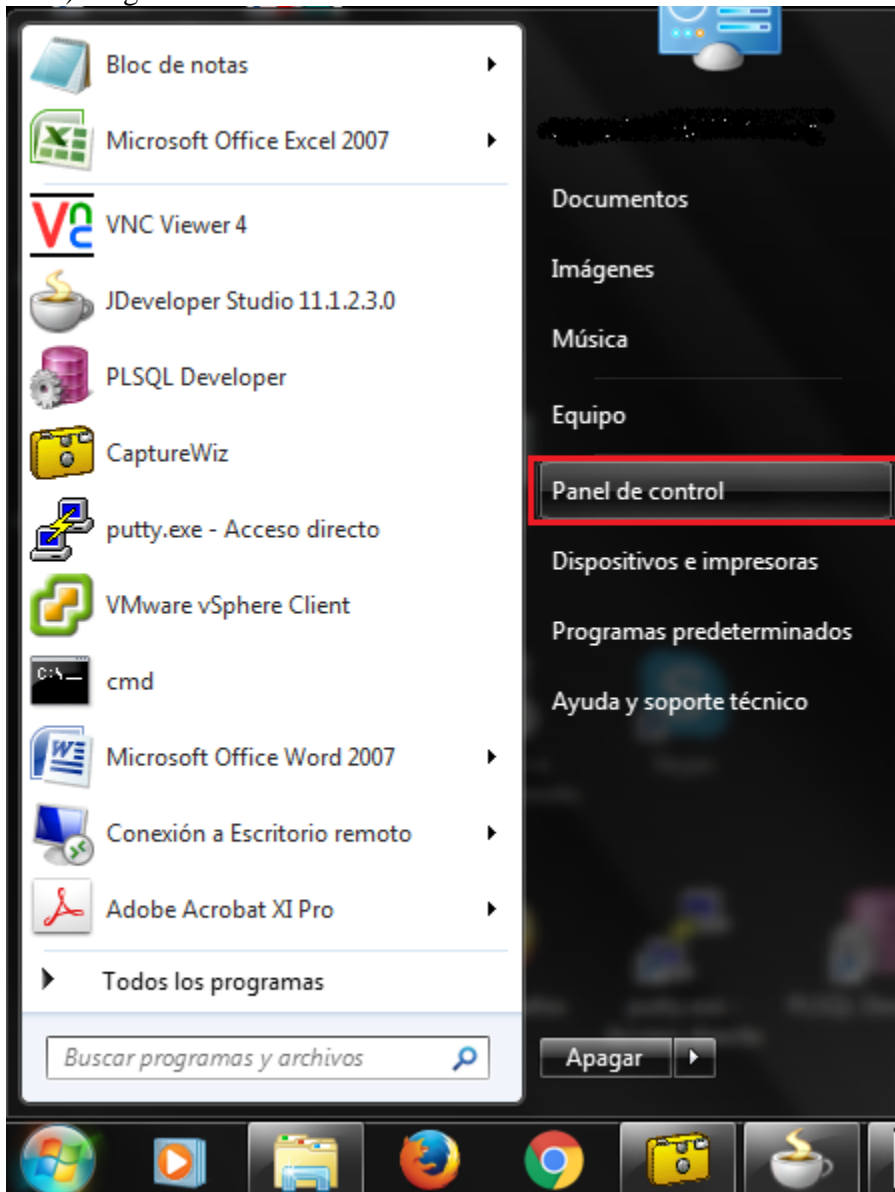 Bloc de notas
Microsoft Office Excel 2007
VNC Viewer 4
JDeveloper Studio 11.1.2.3.0
PLSQL Developer
CaptureWiz
putty.exe - Acceso directo
VMware vSphere Client
C:\
cmd
Microsoft Office Word 2007
Conexión a Escritorio remoto
Adobe Acrobat XI Pro
Todos los programas
Buscar programas y archivos
Documentos
Imágenes
Música
Equipo
Panel de control
Dispositivos e impresoras
Programas predeterminados
Ayuda y soporte técnico
Apagar